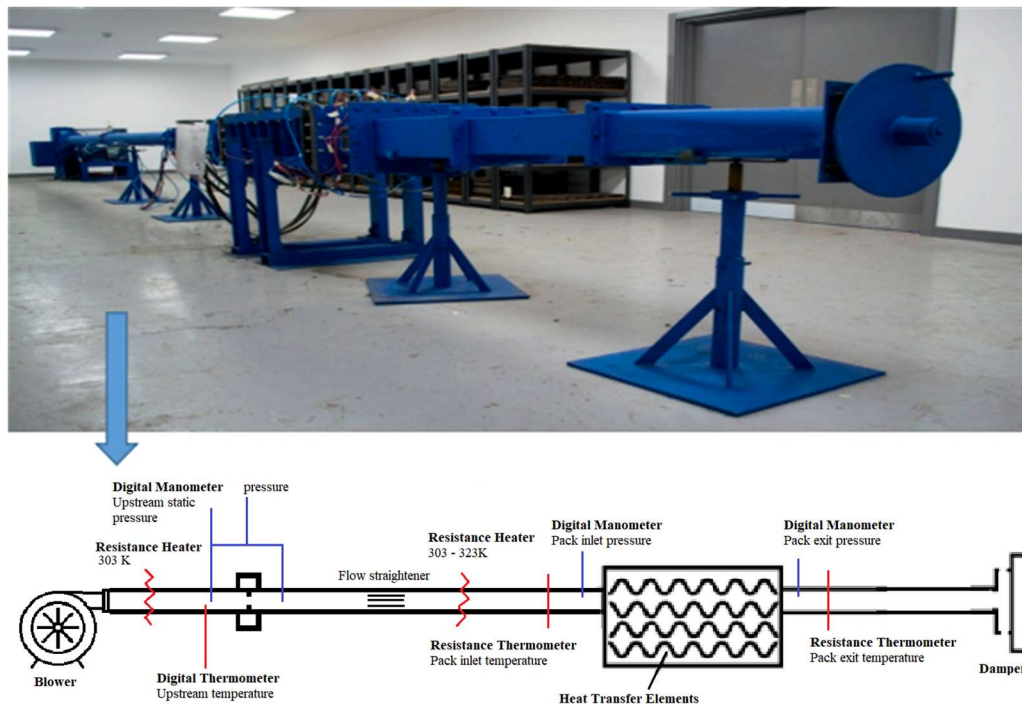 Digital Manometer
Upstream static
pressure
pressure
Resistance Heater
303 K
Flow straightener
Resistance Heater
303 - 323K
Digital Manometer
Pack inlet pressure
Digital Manometer
Pack exit pressure
Blower
Digital Thermometer
Upstream temperature
Resistance Thermometer
Pack inlet temperature
Heat Transfer Elements
Resistance Thermometer
Pack exit temperature
Damper